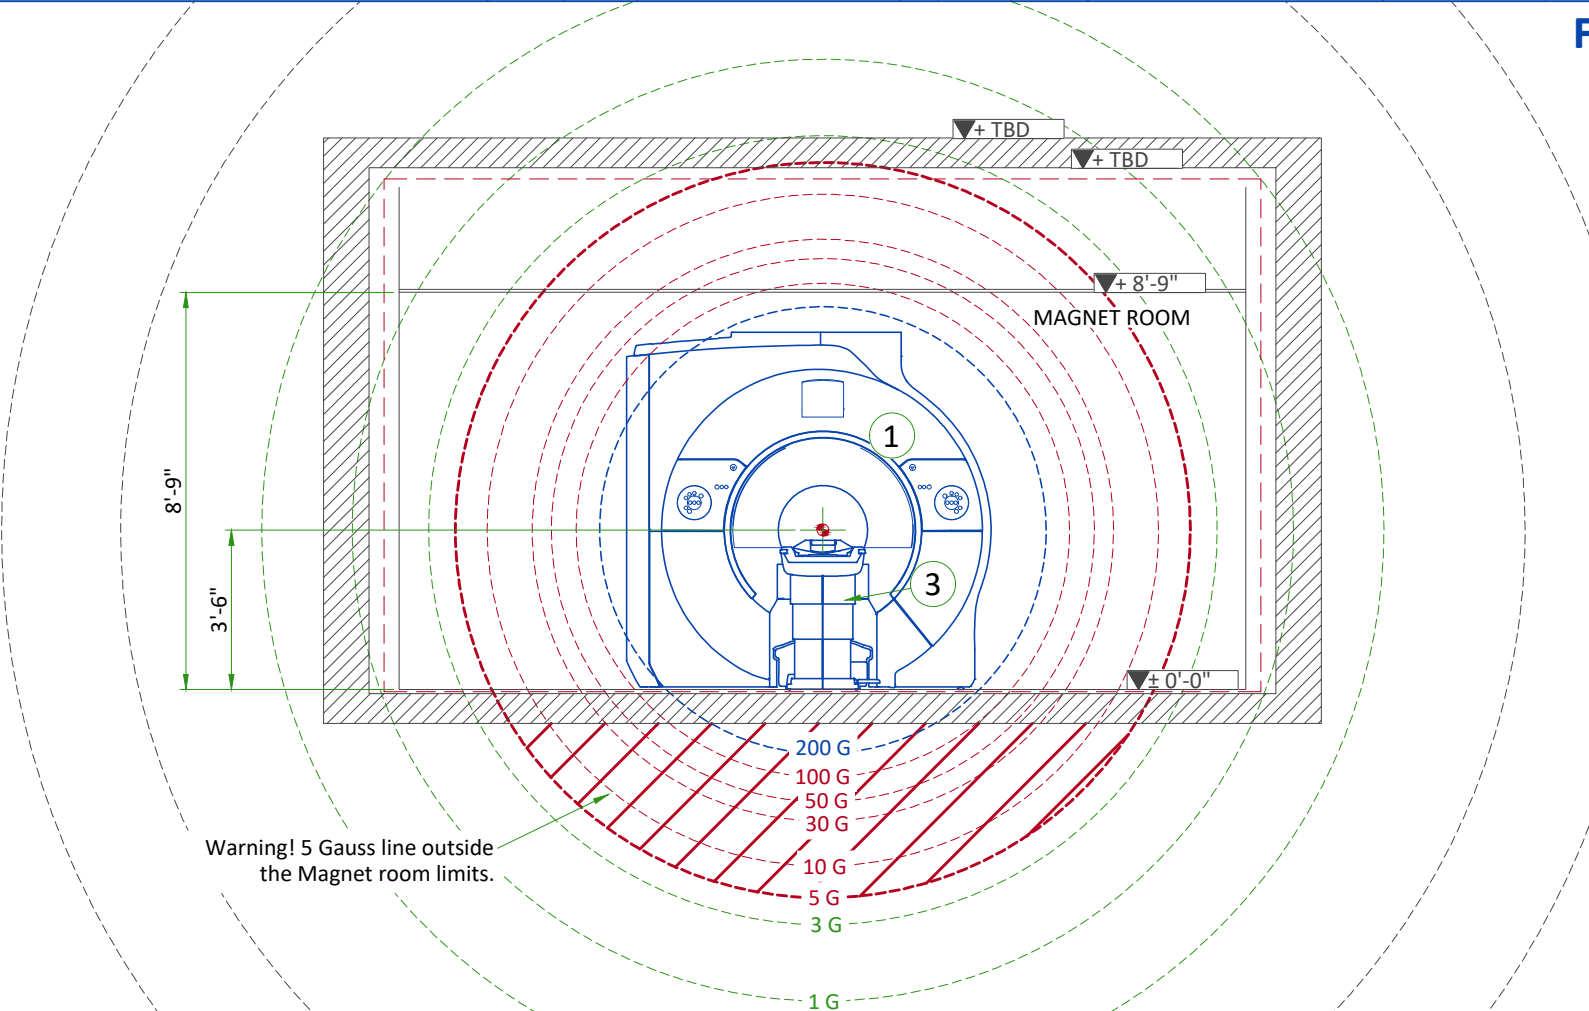 F
+ TBD
+ TBD
+ 8'-9"
MAGNET ROOM
1
8'-9"
3
3'-6"
± 0'-0"
200 G
100 G
50 G
30 G
Warning! 5 Gauss line outside
the Magnet room limits.
10 G
5 G
3 G
1 G